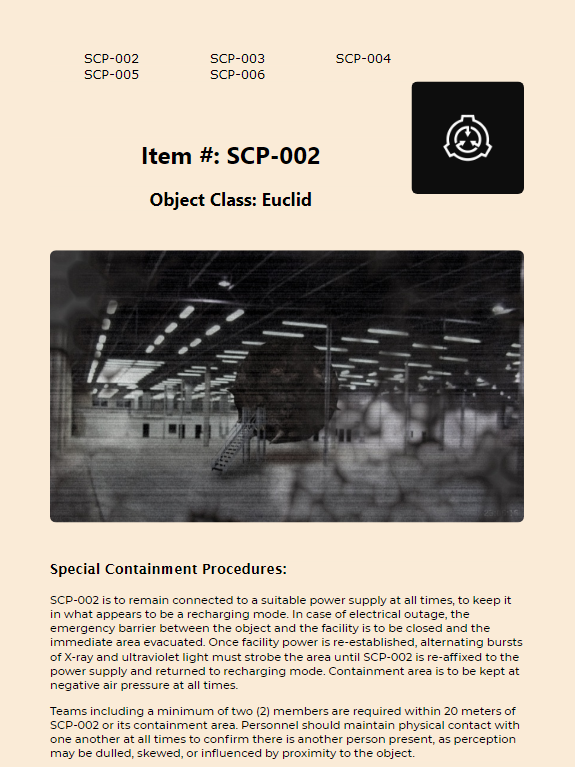 SCP-002 SCP-003 SCP-004
SCP-005 SCP-006
Item #: SCP-002
Object Class: Euclid
Special Containment Procedures:
SCP-002 is to remain connected to a suitable power supply at all times, to keep it
in what appears to be a recharging mode. In case of electrical outage, the
emergency barrier between the object and the facility is to be closed and the
immediate area evacuated. Once facility power is re-established, alternating bursts
of X-ray and ultraviolet light must strobe the area until SCP-002 is re-affixed to the
power supply and returned to recharging mode. Containment area is to be kept at
negative air pressure at all times.
Teams including a minimum of two (2) members are required within 20 meters of
SCP-002 or its containment area. Personnel should maintain physical contact with
one another at all times to confirm there is another person present, as perception
may be dulled, skewed, or influenced by proximity to the object.